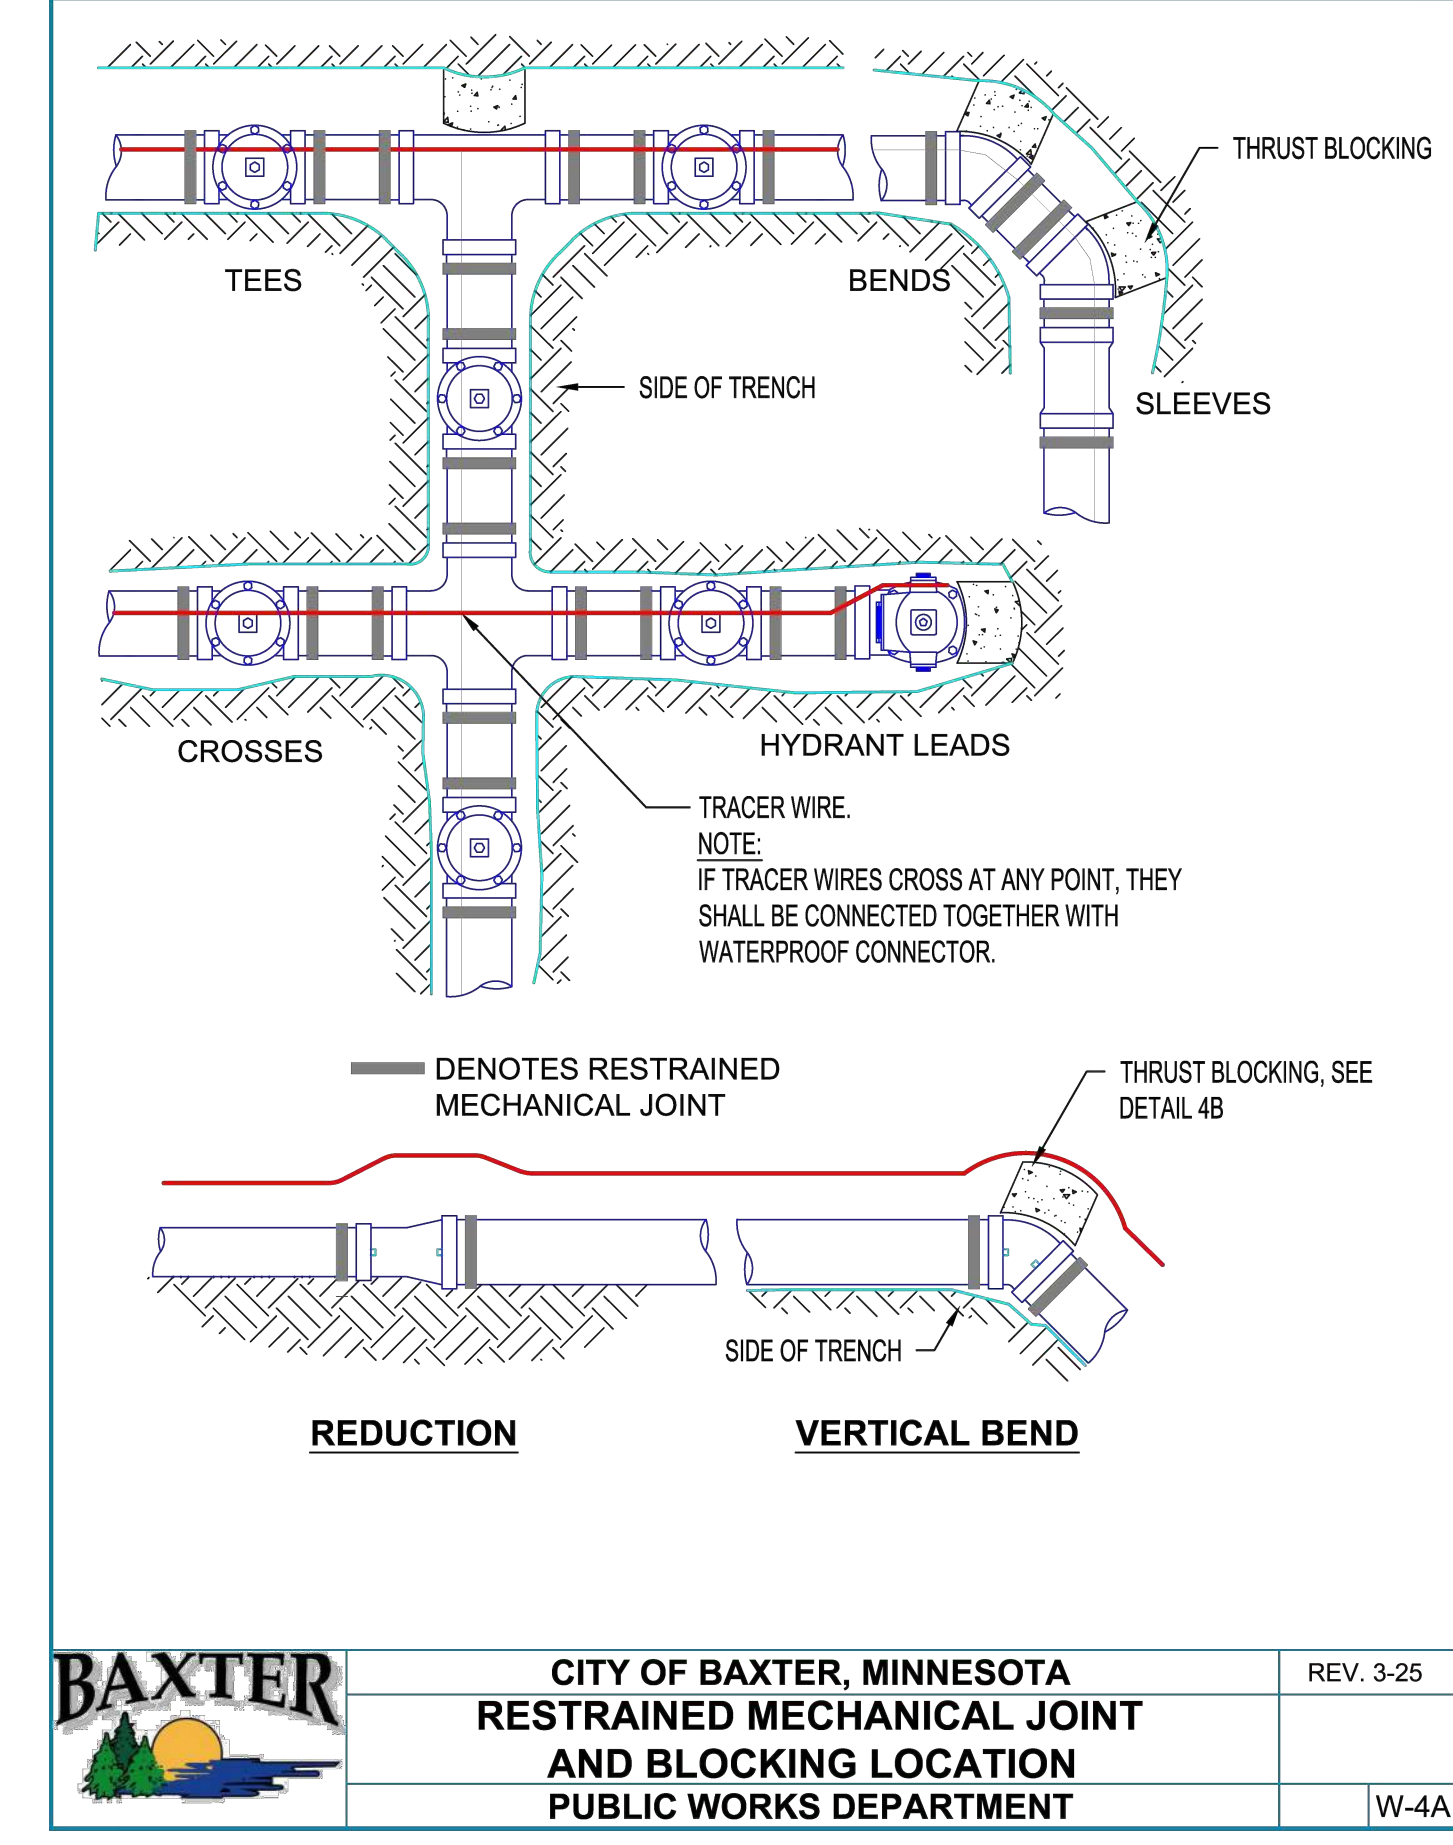 THRUST BLOCKING
TEES
BENDS
SIDE OF TRENCH
SLEEVES
CROSSES
HYDRANT LEADS
TRACER WIRE.
NOTE:
IF TRACER WIRES CROSS AT ANY POINT, THEY
SHALL BE CONNECTED TOGETHER WITH
WATERPROOF CONNECTOR.
DENOTES RESTRAINED
MECHANICAL JOINT
THRUST BLOCKING, SEE
DETAIL 4B
SIDE OF TRENCH
REDUCTION
VERTICAL BEND
BAXTER
CITY OF BAXTER, MINNESOTA
REV. 3-25
RESTRAINED MECHANICAL JOINT
AND BLOCKING LOCATION
PUBLIC WORKS DEPARTMENT
W-4A